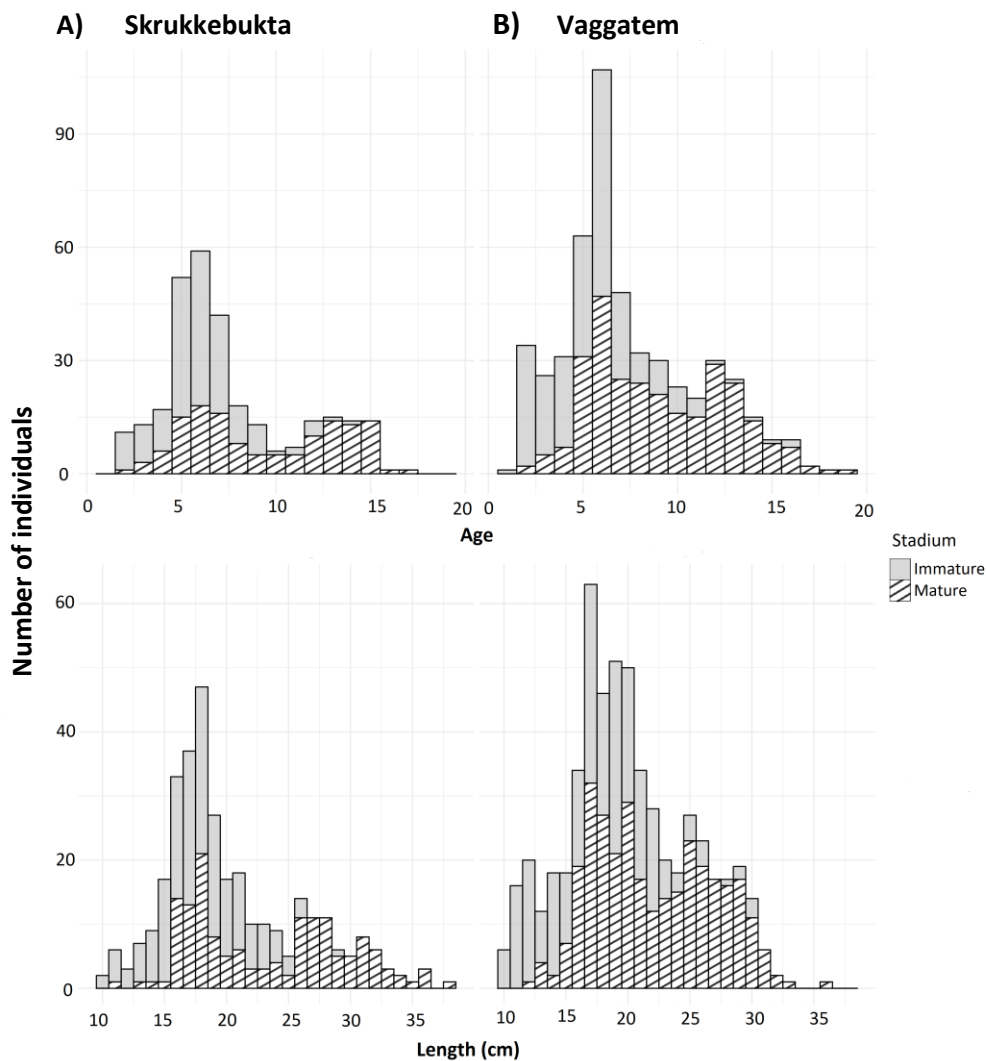 A) Skrukkebukta
B) Vaggatem
90
60
30
0
0 5 10 15 20
0 5 10 15 20
Age
Number of individuals
Stadium
Immature
Mature
60
40
20
0
10 15 20 25 30 35
10 15 20 25 30 35
Length (cm)